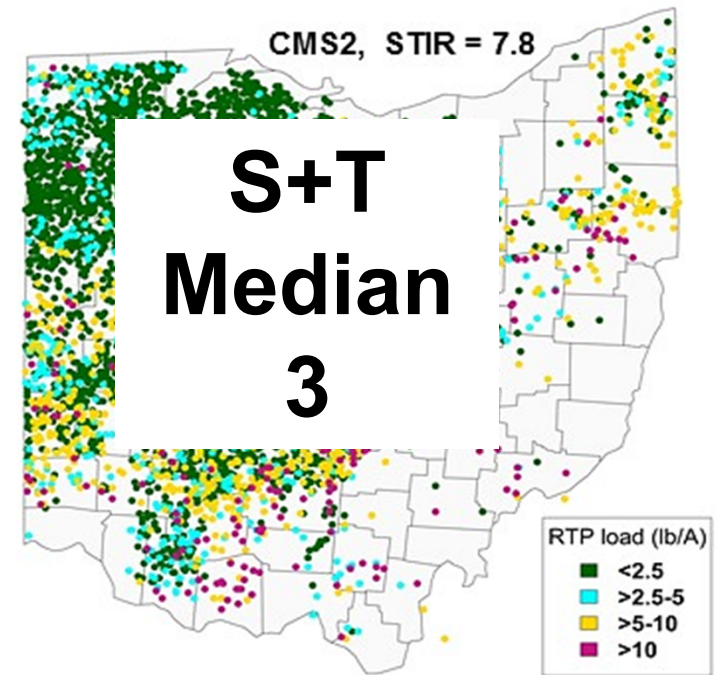 CMS2, STIR = 7.8
S+T
Median
3
RTP load (lb/A)
<2.5
>2.5-5
>5-10
>10